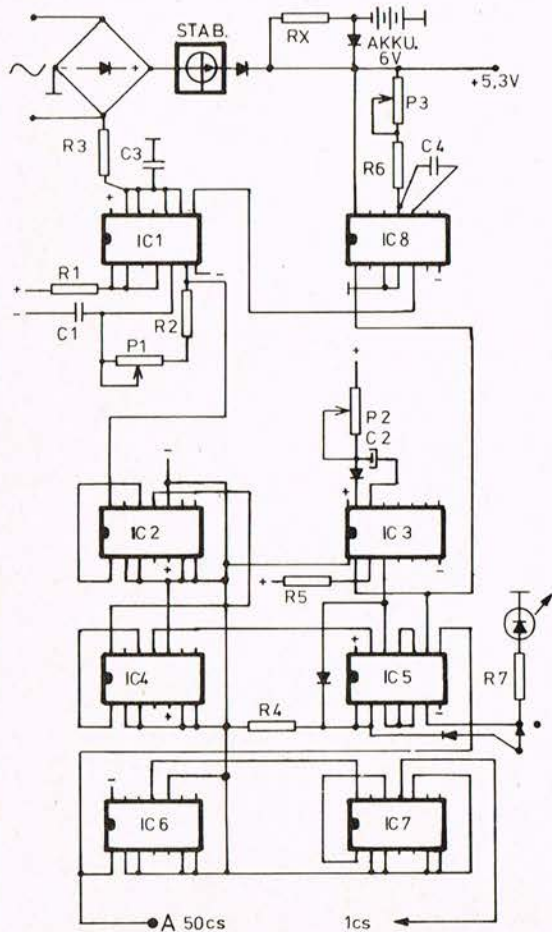 STAB.
RX
AKKU.
6V
+5,3V
~
-
+
R3
C3
P3
R6
C4
+
IC1
-
IC8
-
+ R1
- C1
R2
P1
+
P2
C2
-
+
IC2
+
IC3
-
+ R5
IC4
+
+
IC5
-
R7
R4
-
IC6
IC7
A 50cs
1cs